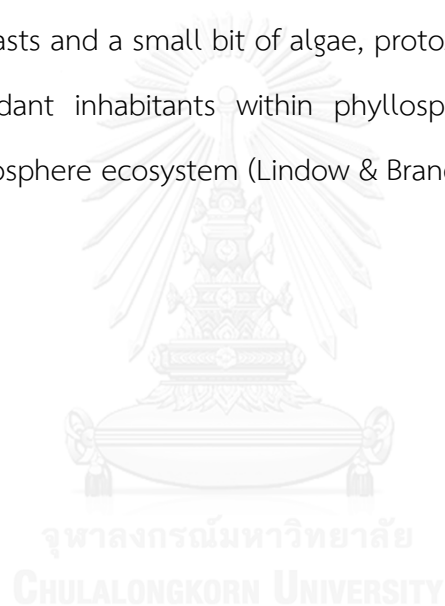 asts and a small bit of algae, proto
dant inhabitants within phyllosp
osphere ecosystem (Lindow & Bran
จุฬาลงกรณ์มหาวิทยาลัย
CHULALONGKORN UNIVERSITY